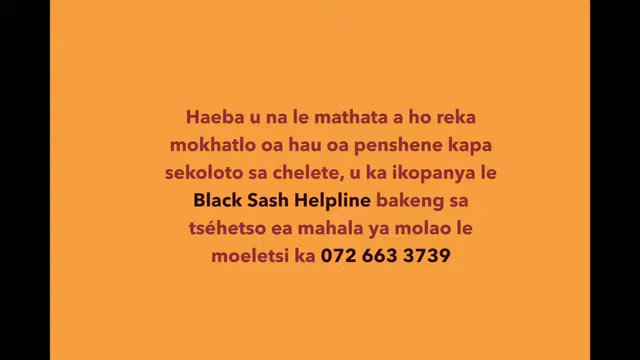 Haeba u na le mathata a ho reka
mokhatlo oa hau oa penshene kapa
sekoloto sa chelete, u ka ikopanya le
Black Sash Helpline bakeng sa
tséhetso ea mahala ya molao le
moeletsi ka 072 663 3739